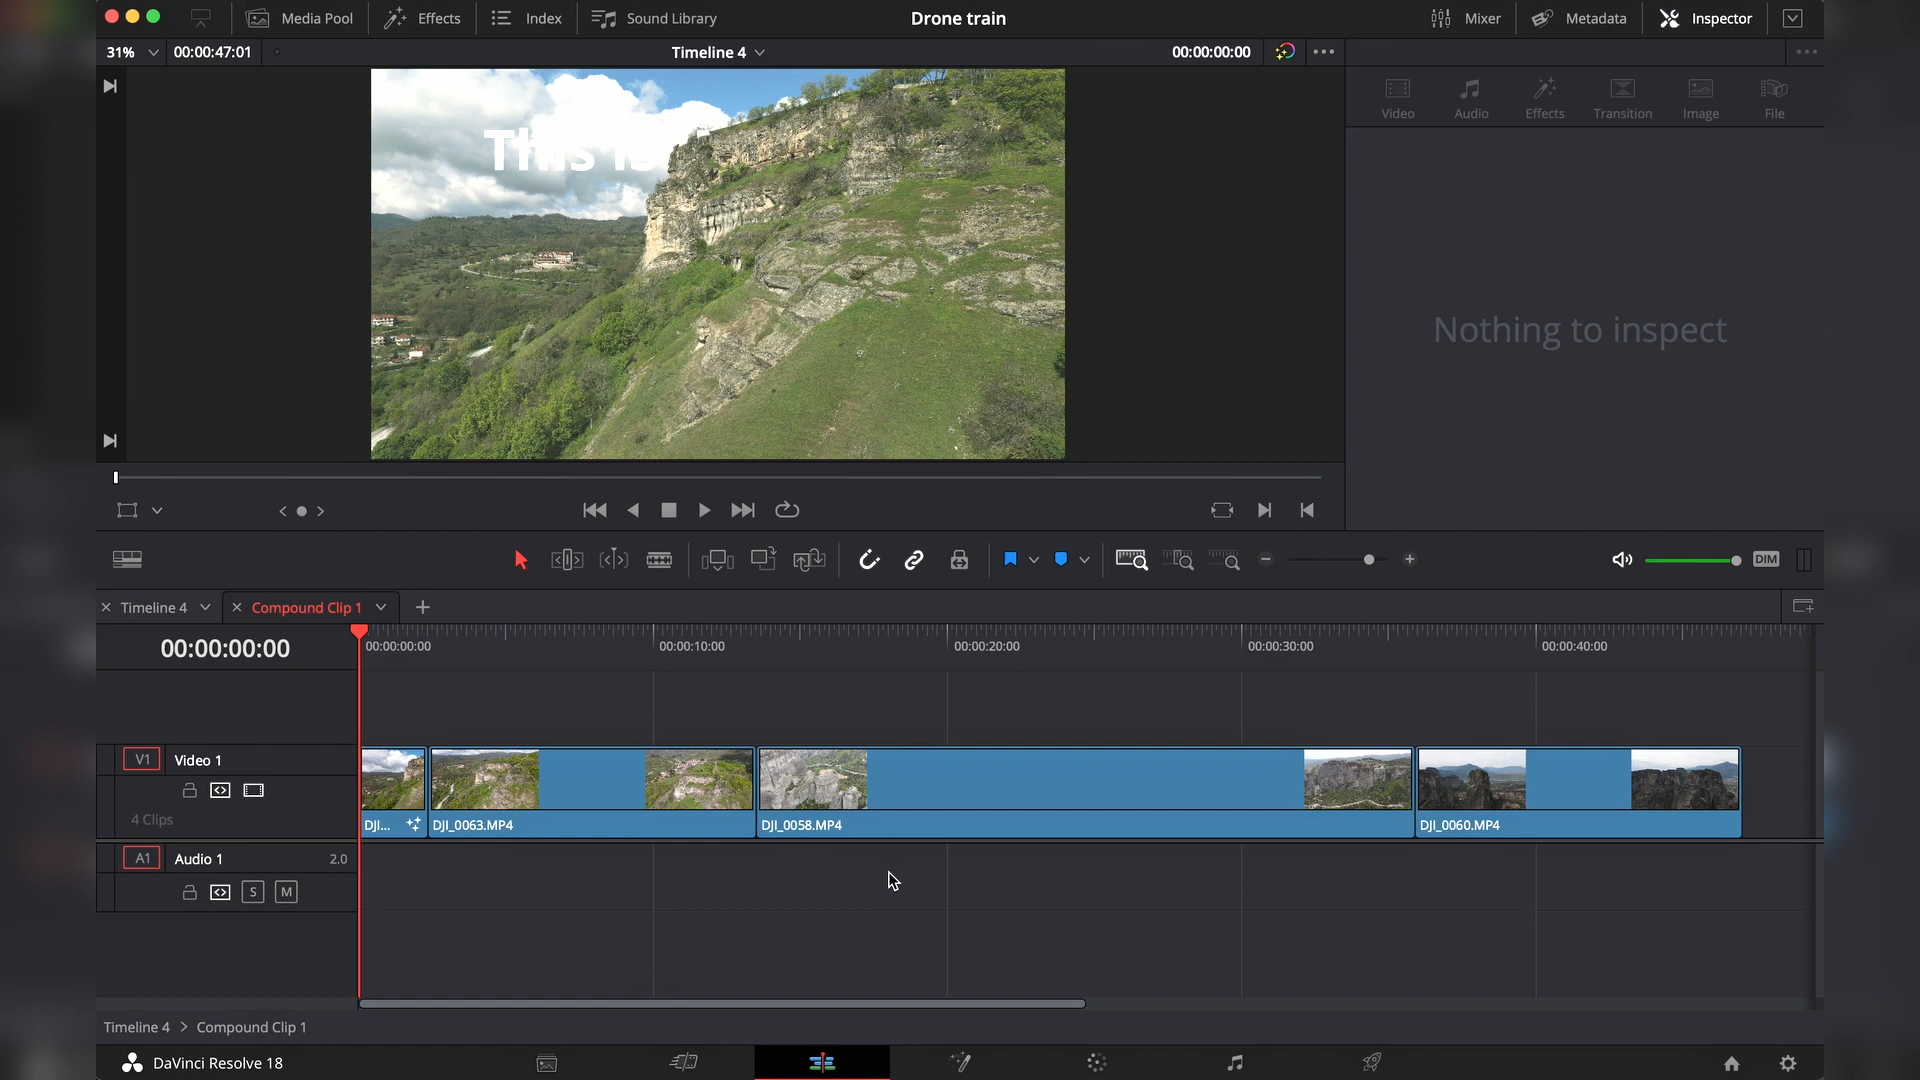 Media Pool
Effects
Index
Sound Library
Drone train
Mixer
Metadata
Inspector
31%
00:00:47:01
Timeline 4
00:00:00:00
Video
Audio
Effects
Transition
Image
File
This is
Nothing to inspect
DIM
Timeline 4
Compound Clip 1
00:00:00:00
00:00:00:00
00:00:10:00
00:00:20:00
00:00:30:00
00:00:40:00
V1
Video 1
4 Clips
DJI...
DJI_0063.MP4
DJI_0058.MP4
DJI_0060.MP4
A1
Audio 1
2.0
S
M
Timeline 4 > Compound Clip 1
DaVinci Resolve 18